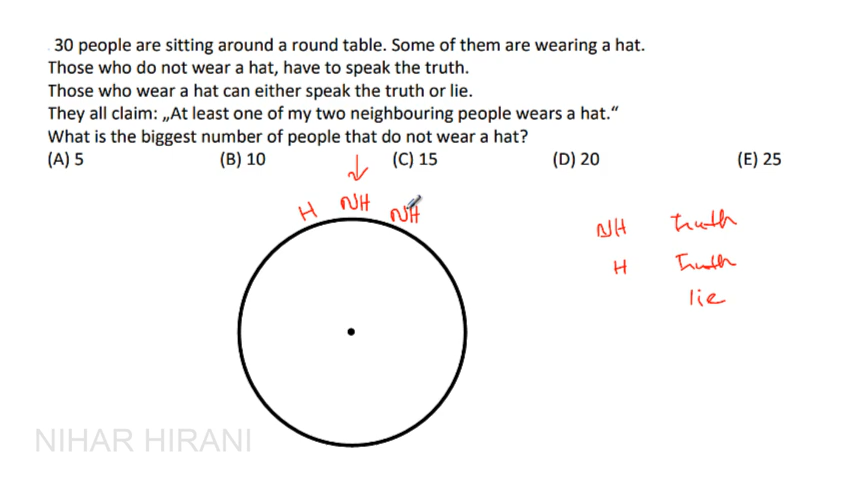 30 people are sitting around a round table. Some of them are wearing a hat.
Those who do not wear a hat, have to speak the truth.
Those who wear a hat can either speak the truth or lie.
They all claim: „At least one of my two neighbouring people wears a hat.“
What is the biggest number of people that do not wear a hat?
(A) 5 (B) 10 (C) 15 (D) 20 (E) 25
H NH NH
NH truth
H truth
lie
NIHAR HIRANI